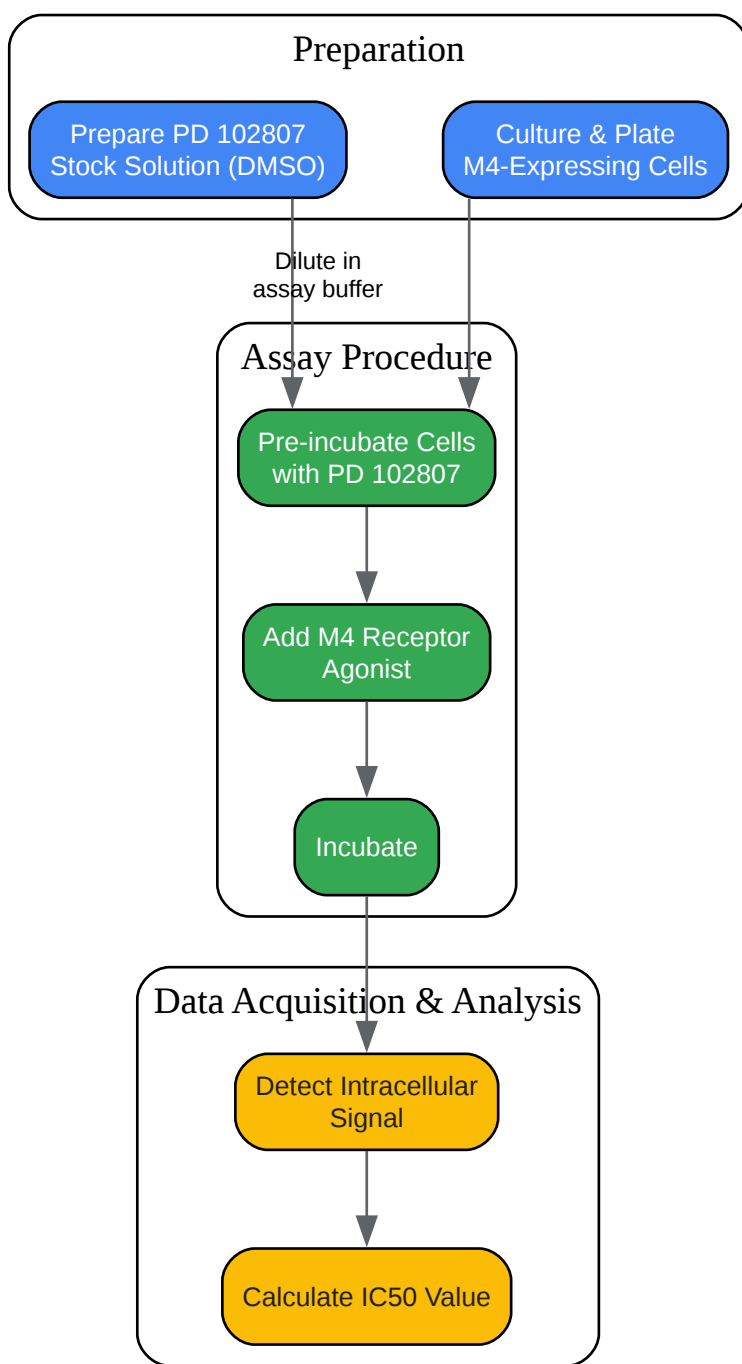 Preparation
Prepare PD 102807
Stock Solution (DMSO)
Culture & Plate
M4-Expressing Cells
Dilute in
assay buffer
Assay Procedure
Pre-incubate Cells
with PD 102807
Add M4 Receptor
Agonist
Incubate
Data Acquisition & Analysis
Detect Intracellular
Signal
Calculate IC50 Value